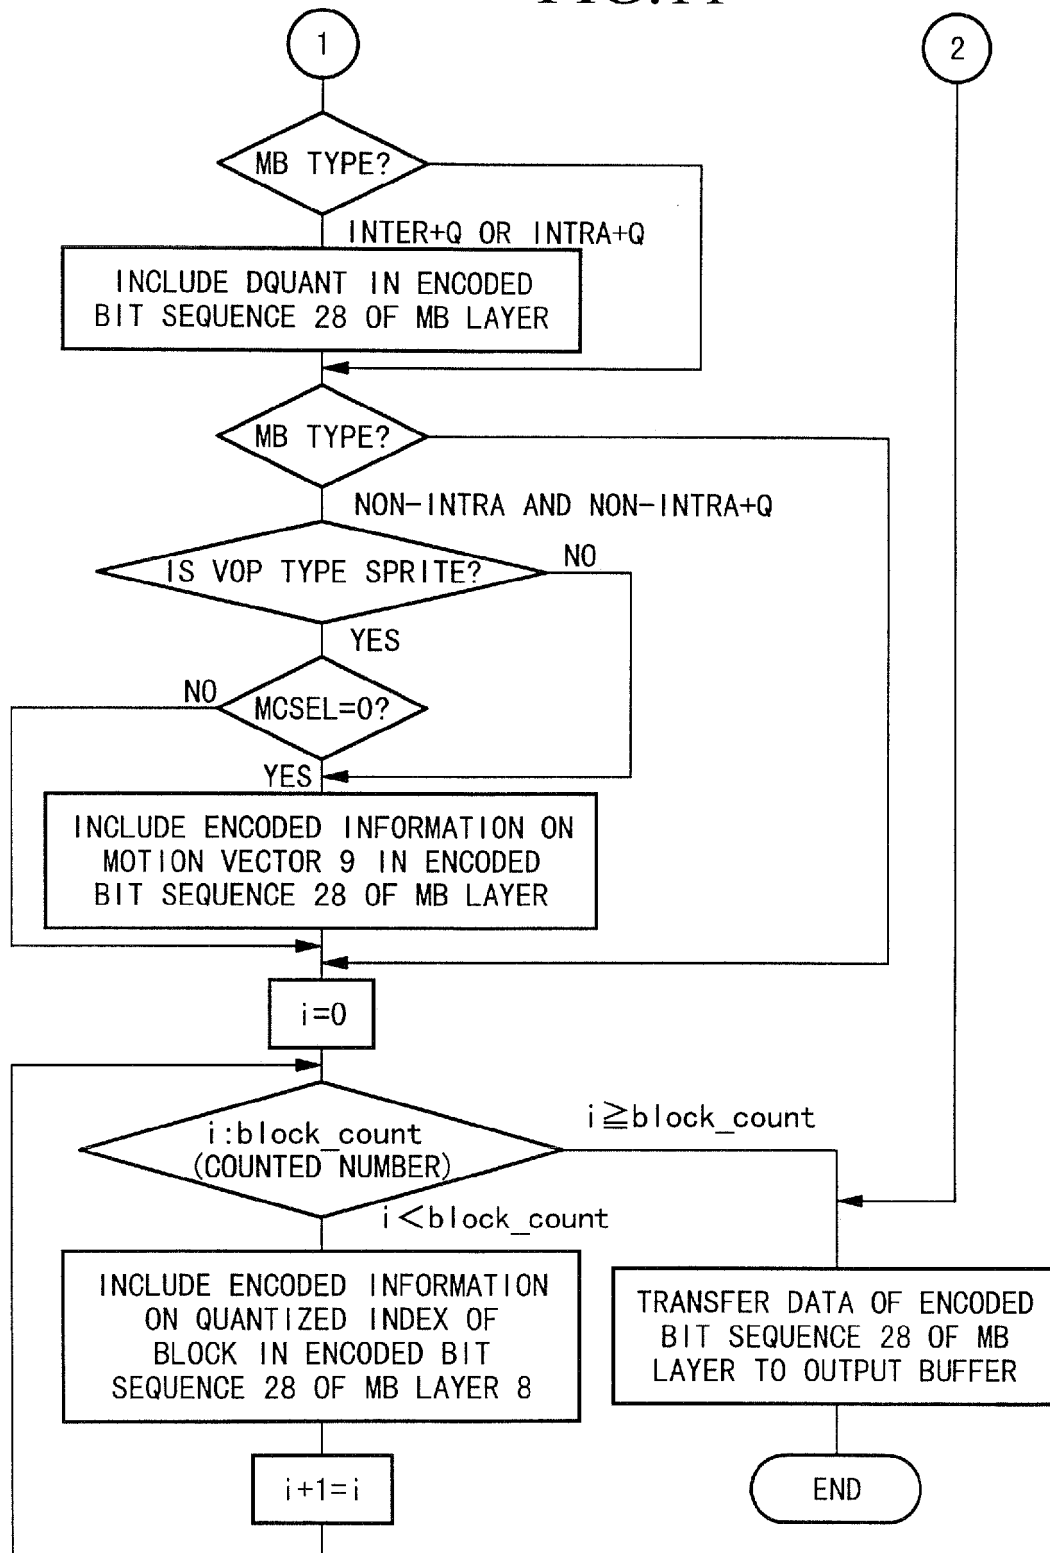 FIG.11
1
2
MB TYPE?
INTER+Q OR INTRA+Q
INCLUDE DQUANT IN ENCODED
BIT SEQUENCE 28 OF MB LAYER
MB TYPE?
NON-INTRA AND NON-INTRA+Q
IS VOP TYPE SPRITE?
NO
YES
NO
MCSEL=0?
YES
INCLUDE ENCODED INFORMATION ON
MOTION VECTOR 9 IN ENCODED
BIT SEQUENCE 28 OF MB LAYER
i=0
i:block_count
(COUNTED NUMBER)
i≧block_count
i<block_count
INCLUDE ENCODED INFORMATION
ON QUANTIZED INDEX OF
BLOCK IN ENCODED BIT
SEQUENCE 28 OF MB LAYER 8
TRANSFER DATA OF ENCODED
BIT SEQUENCE 28 OF MB
LAYER TO OUTPUT BUFFER
i+1=i
END